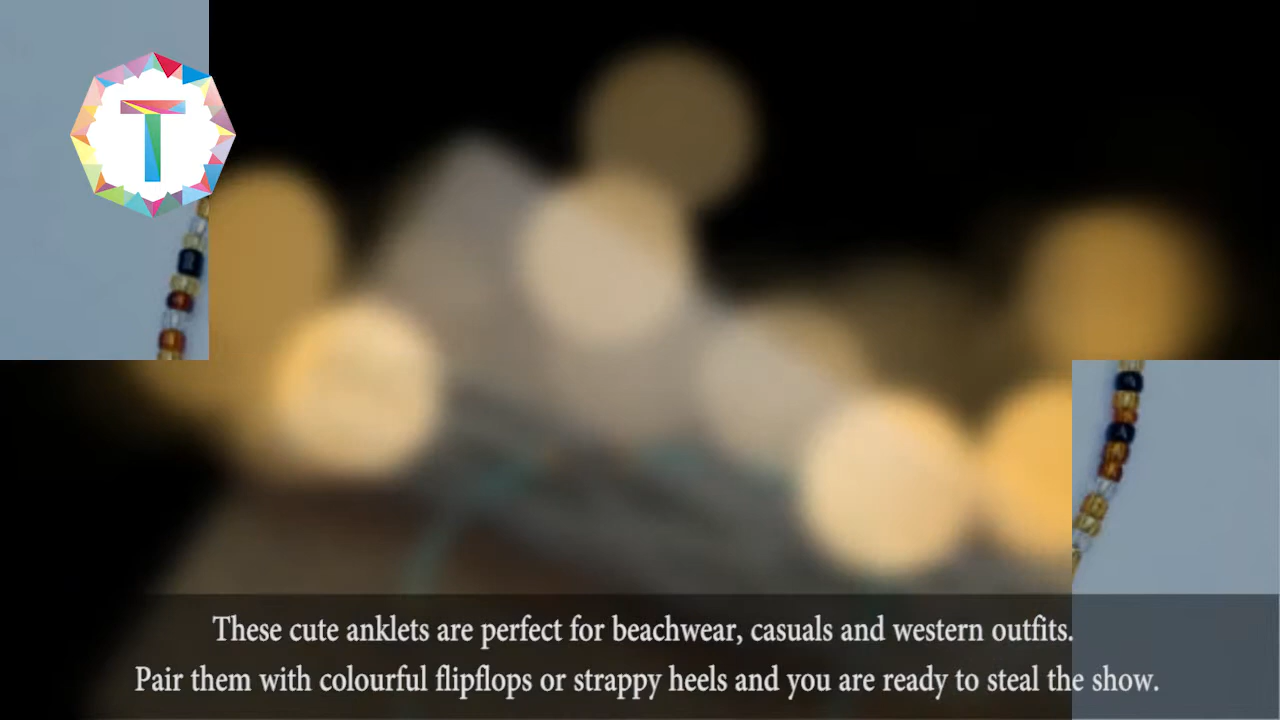 T
These cute anklets are perfect for beachwear, casuals and western outfits.
Pair them with colourful flipflops or strappy heels and you are ready to steal the show.